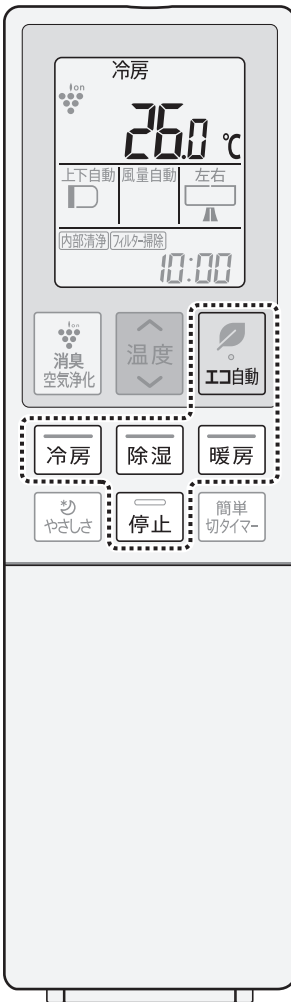 冷房
ion
26.0 ℃
上下自動 風量自動 左右
内部清浄 フィルター掃除
10:00
ion
消臭
空気浄化
温度
エコ自動
冷房 除湿 暖房
やさしさ 停止 簡単
切タイマー